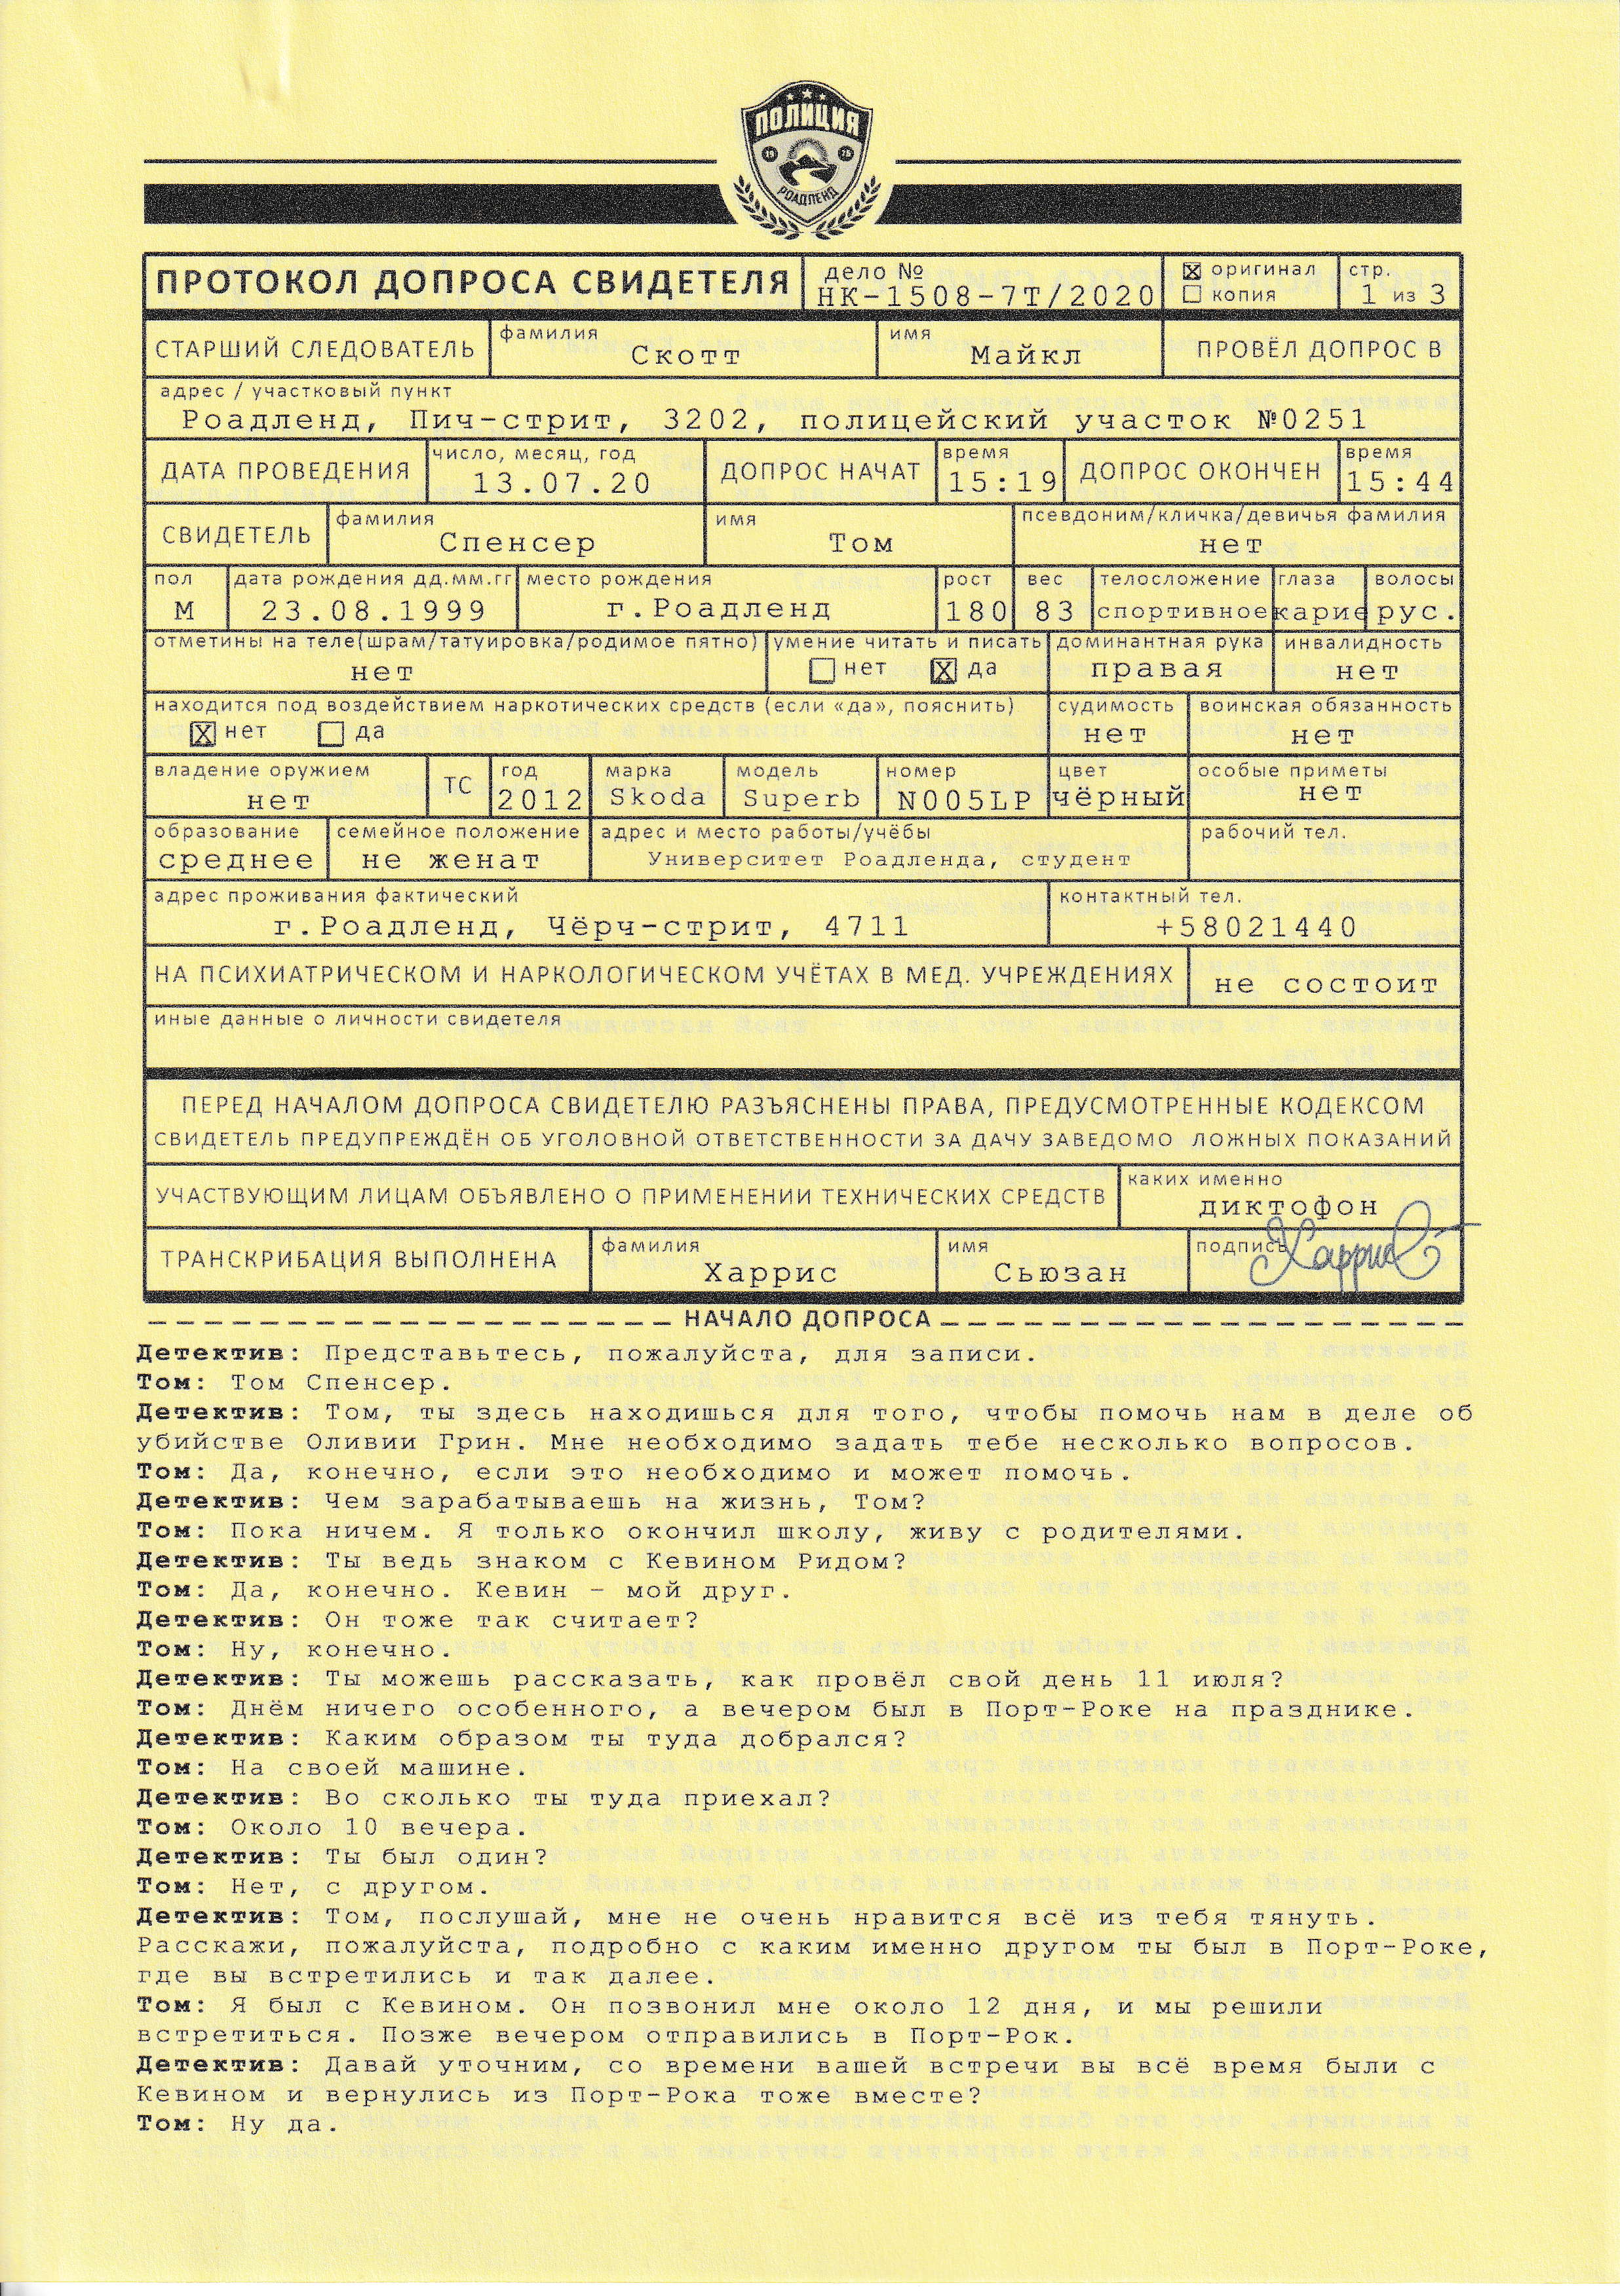 ПОЛИЦИЯ
19 76
РОАДЛЕНД
ПРОТОКОЛ ДОПРОСА СВИДЕТЕЛЯ
дело №
НК-1508-7Т/2020
☒ оригинал
☐ копия
стр.
1 из 3
СТАРШИЙ СЛЕДОВАТЕЛЬ
фамилия
Скотт
имя
Майкл
ПРОВЁЛ ДОПРОС В
адрес / участковый пункт
Роадленд, Пич-стрит, 3202, полицейский участок №0251
ДАТА ПРОВЕДЕНИЯ
число, месяц, год
13.07.20
ДОПРОС НАЧАТ
время
15:19
ДОПРОС ОКОНЧЕН
время
15:44
СВИДЕТЕЛЬ
фамилия
Спенсер
имя
Том
псевдоним/кличка/девичья фамилия
нет
пол
М
дата рождения дд.мм.гг
23.08.1999
место рождения
г.Роадленд
рост
180
вес
83
телосложение
спортивное
глаза
карие
волосы
рус.
отметины на теле(шрам/татуировка/родимое пятно)
нет
умение читать и писать
☐ нет ☒ да
доминантная рука
правая
инвалидность
нет
находится под воздействием наркотических средств (если «да», пояснить)
☒ нет ☐ да
судимость
нет
воинская обязанность
нет
владение оружием
нет
ТС
год
2012
марка
Skoda
модель
Superb
номер
N005LP
цвет
чёрный
особые приметы
нет
образование
среднее
семейное положение
не женат
адрес и место работы/учёбы
Университет Роадленда, студент
рабочий тел.
адрес проживания фактический
г.Роадленд, Чёрч-стрит, 4711
контактный тел.
+58021440
НА ПСИХИАТРИЧЕСКОМ И НАРКОЛОГИЧЕСКОМ УЧЁТАХ В МЕД. УЧРЕЖДЕНИЯХ
не состоит
иные данные о личности свидетеля
ПЕРЕД НАЧАЛОМ ДОПРОСА СВИДЕТЕЛЮ РАЗЪЯСНЕНЫ ПРАВА, ПРЕДУСМОТРЕННЫЕ КОДЕКСОМ
СВИДЕТЕЛЬ ПРЕДУПРЕЖДЁН ОБ УГОЛОВНОЙ ОТВЕТСТВЕННОСТИ ЗА ДАЧУ ЗАВЕДОМО ЛОЖНЫХ ПОКАЗАНИЙ
УЧАСТВУЮЩИМ ЛИЦАМ ОБЪЯВЛЕНО О ПРИМЕНЕНИИ ТЕХНИЧЕСКИХ СРЕДСТВ
каких именно
диктофон
ТРАНСКРИБАЦИЯ ВЫПОЛНЕНА
фамилия
Харрис
имя
Сьюзан
подпись
Харрис
НАЧАЛО ДОПРОСА
Детектив: Представьтесь, пожалуйста, для записи.
Том: Том Спенсер.
Детектив: Том, ты здесь находишься для того, чтобы помочь нам в деле об
убийстве Оливии Грин. Мне необходимо задать тебе несколько вопросов.
Том: Да, конечно, если это необходимо и может помочь.
Детектив: Чем зарабатываешь на жизнь, Том?
Том: Пока ничем. Я только окончил школу, живу с родителями.
Детектив: Ты ведь знаком с Кевином Ридом?
Том: Да, конечно. Кевин – мой друг.
Детектив: Он тоже так считает?
Том: Ну, конечно.
Детектив: Ты можешь рассказать, как провёл свой день 11 июля?
Том: Днём ничего особенного, а вечером был в Порт-Роке на празднике.
Детектив: Каким образом ты туда добрался?
Том: На своей машине.
Детектив: Во сколько ты туда приехал?
Том: Около 10 вечера.
Детектив: Ты был один?
Том: Нет, с другом.
Детектив: Том, послушай, мне не очень нравится всё из тебя тянуть.
Расскажи, пожалуйста, подробно с каким именно другом ты был в Порт-Роке,
где вы встретились и так далее.
Том: Я был с Кевином. Он позвонил мне около 12 дня, и мы решили
встретиться. Позже вечером отправились в Порт-Рок.
Детектив: Давай уточним, со времени вашей встречи вы всё время были с
Кевином и вернулись из Порт-Рока тоже вместе?
Том: Ну да.